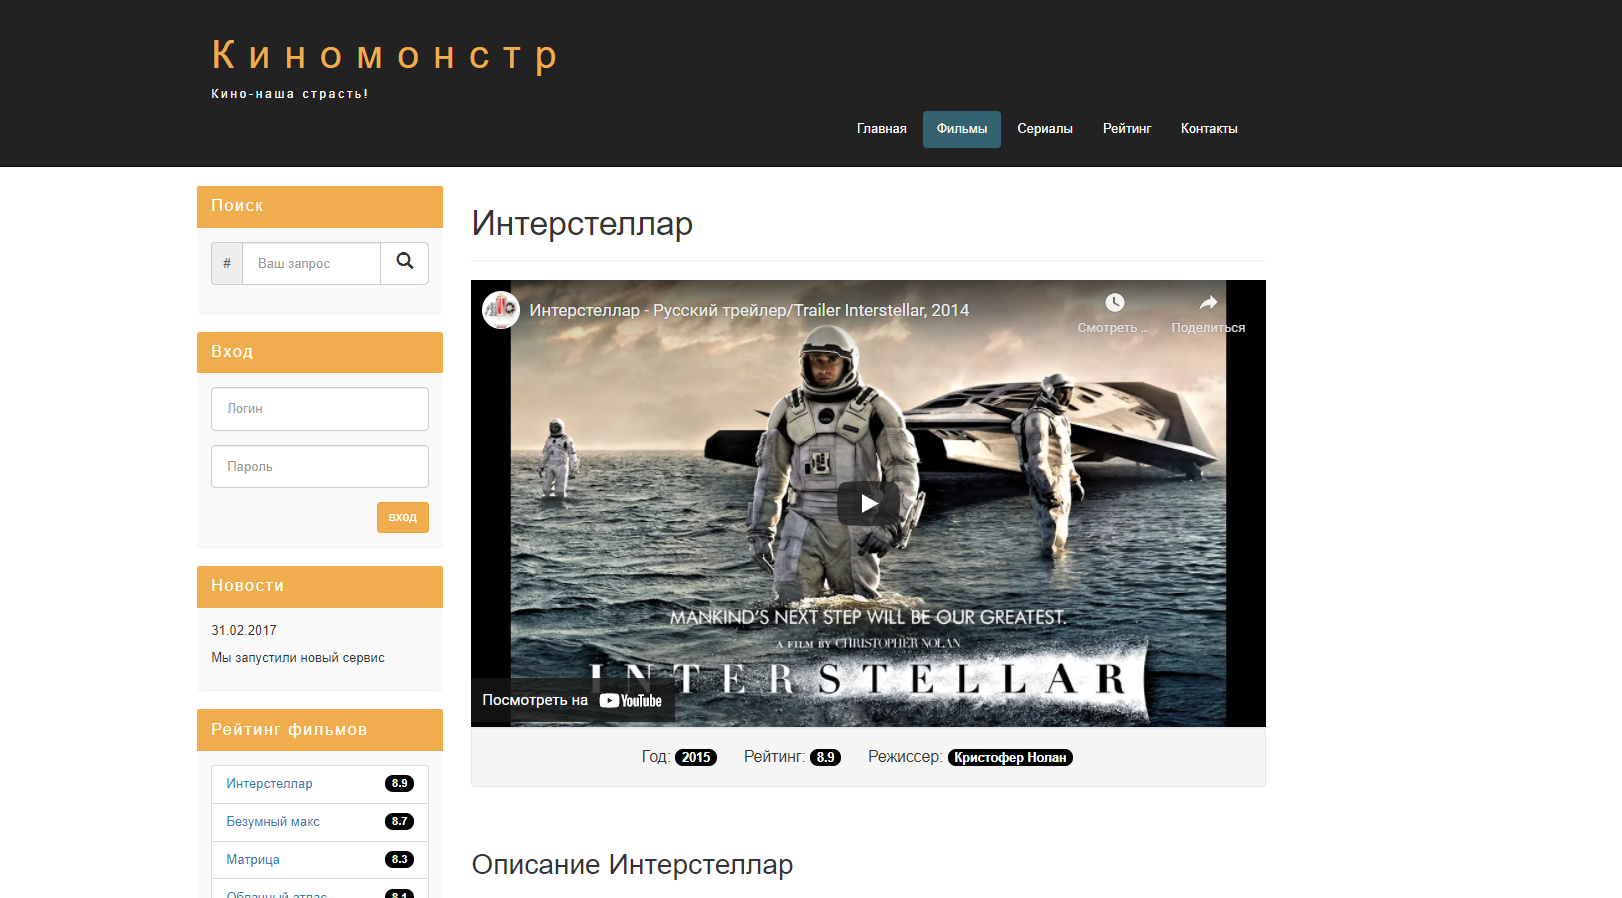 Киномонстр
Кино-наша страсть!
Главная
Фильмы
Сериалы
Рейтинг
Контакты
Поиск
#
Ваш запрос
Вход
Логин
Пароль
вход
Новости
31.02.2017
Мы запустили новый сервис
Рейтинг фильмов
Интерстеллар 8.9
Безумный макс 8.7
Матрица 8.3
Облачный атлас 8.1
Интерстеллар
Интерстеллар - Русский трейлер/Trailer Interstellar, 2014
Смотреть ...
Поделиться
MANKIND'S NEXT STEP WILL BE OUR GREATEST.
A FILM BY CHRISTOPHER NOLAN
INTERSTELLAR
Посмотреть на YouTube
Год: 2015 Рейтинг: 8.9 Режиссер: Кристофер Нолан
Описание Интерстеллар